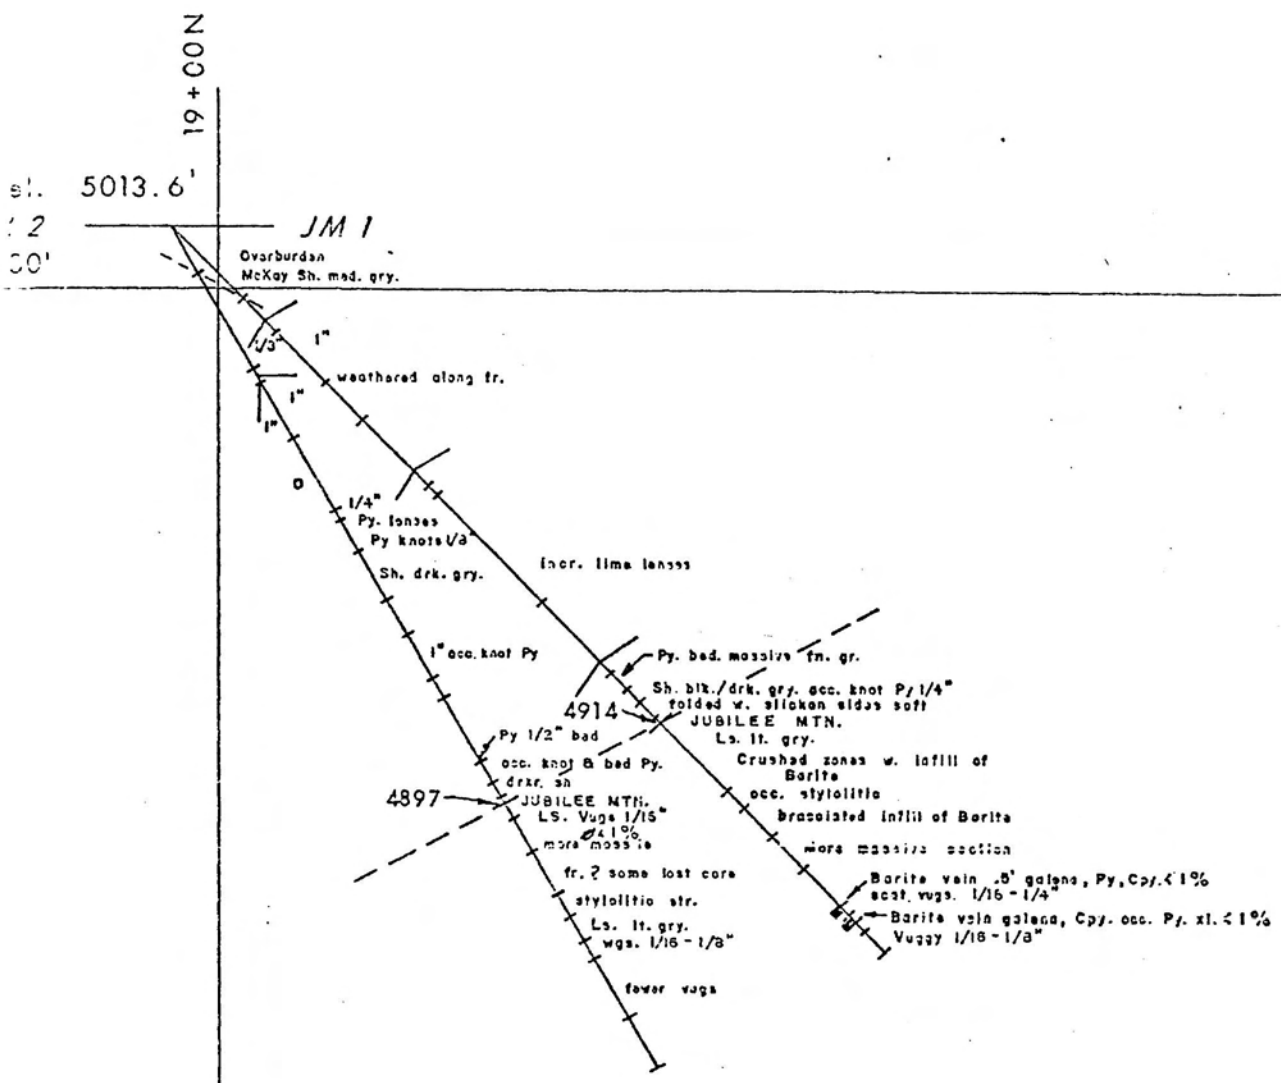 19+00N
el. 5013.6'
2 JM 1
00'
Overburden
McKay Sh. med. gry.
1/3"
1"
weathered along fr.
1"
1"
1/4"
Py. lenses
Py knots 1/8"
Sh. drk. gry.
incr. lime lenses
1" occ. knot Py
Py. bed. massive fn. gr.
Sh. blk./drk. gry. occ. knot Py 1/4"
folded w. slicken sides soft
4914
JUBILEE MTN.
Ls. lt. gry.
Crushed zones w. infill of
Barite
occ. stylolitic
breciated infill of Barite
more massive section
Barite vein .5' galena, Py, Cpy. < 1%
scat. vugs. 1/16 - 1/4"
Barite vein galena, Cpy. occ. Py. xl. < 1%
Vuggy 1/16 - 1/8"
Py 1/2" bed
occ. knot & bed Py.
drkr. sh
4897
JUBILEE MTN.
LS. Vugs 1/16"
< 1%
more massive
fr. ? some lost core
stylolitic str.
Ls. lt. gry.
vgs. 1/16 - 1/8"
fewer vugs